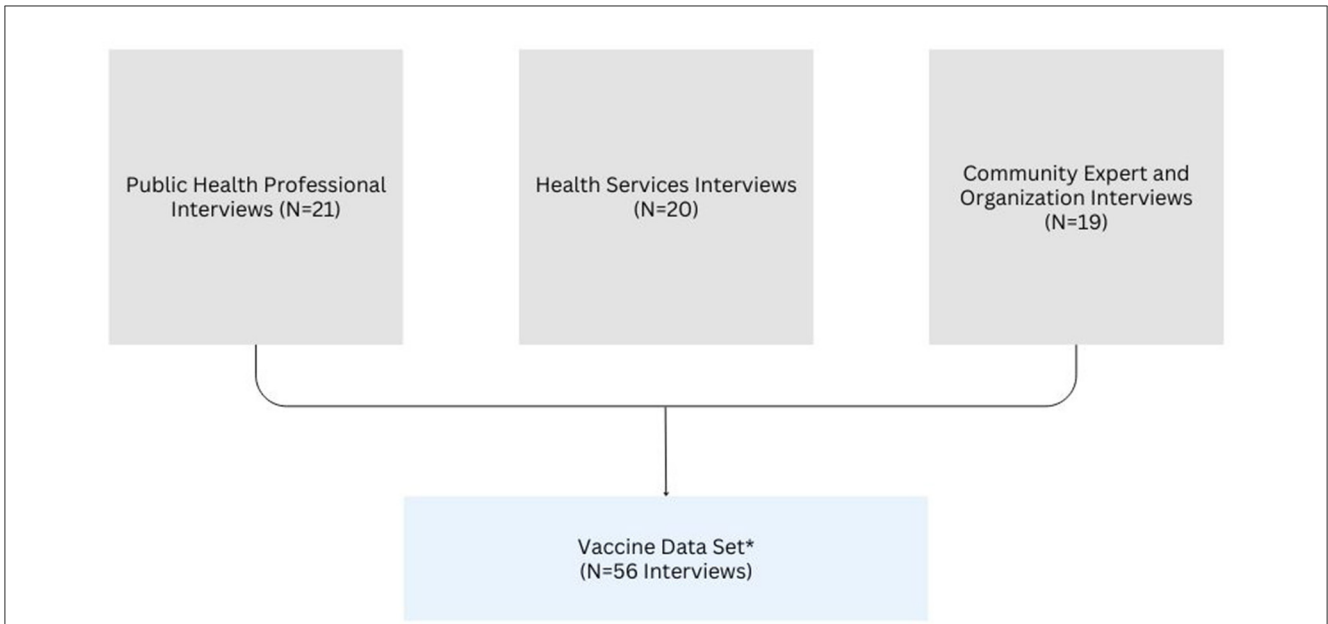 Public Health Professional
Interviews (N=21)
Health Services Interviews
(N=20)
Community Expert and
Organization Interviews
(N=19)
Vaccine Data Set*
(N=56 Interviews)